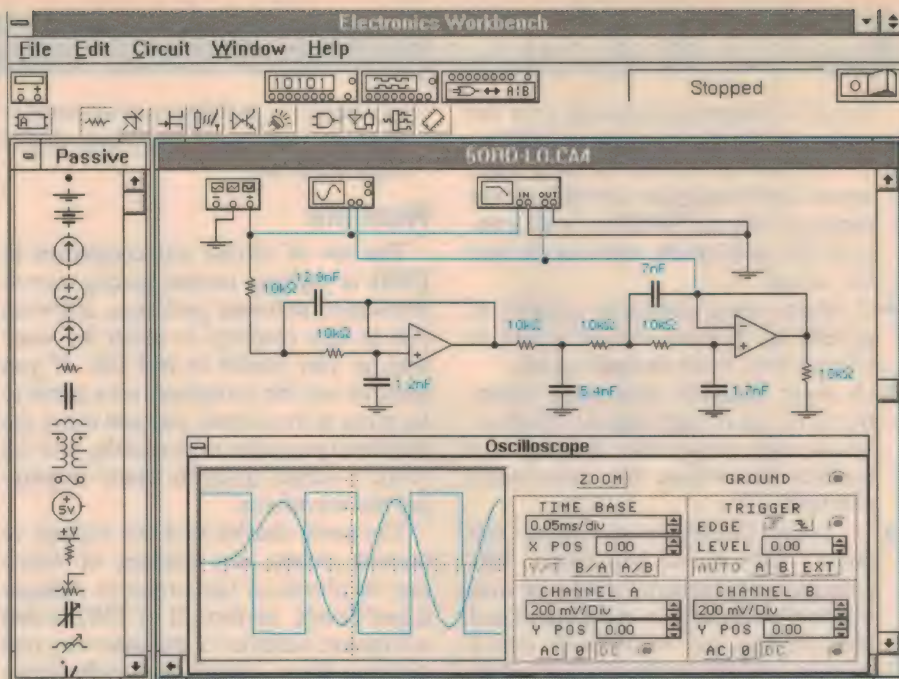 Electronics Workbench
File Edit Circuit Window Help
10101
A:B
Stopped
Passive
5ORD-LO.CA4
IN OUT
12.9nF
10kΩ
10kΩ
1.2nF
10kΩ
10kΩ
10kΩ
7nF
5.4nF
1.7nF
10kΩ
5V
+V
Oscilloscope
ZOOM
GROUND
TIME BASE
0.05ms/div
X POS 0.00
Y/T B/A A/B
TRIGGER
EDGE
LEVEL 0.00
AUTO A B EXT
CHANNEL A
200 mV/Div
Y POS 0.00
AC 0 DC
CHANNEL B
200 mV/Div
Y POS 0.00
AC 0 DC